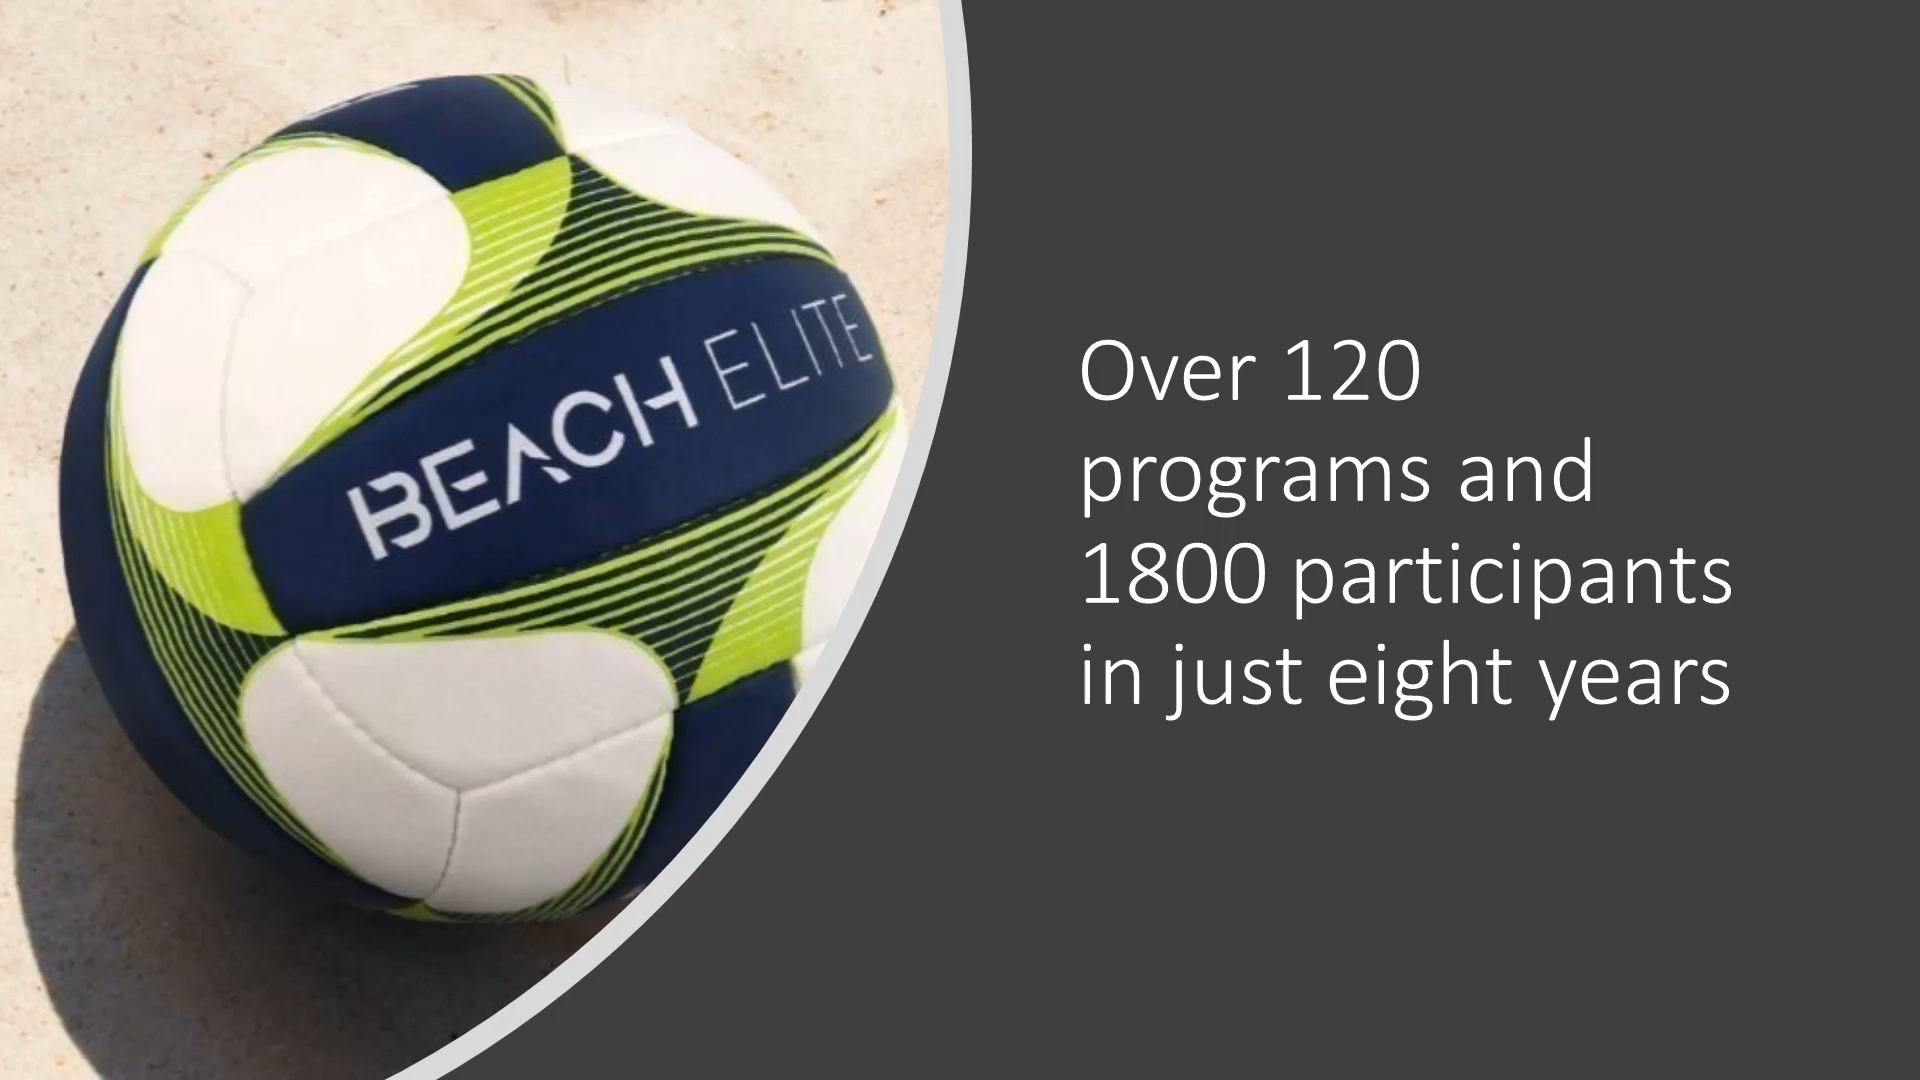 BEACH ELITE
Over 120
programs and
1800 participants
in just eight years